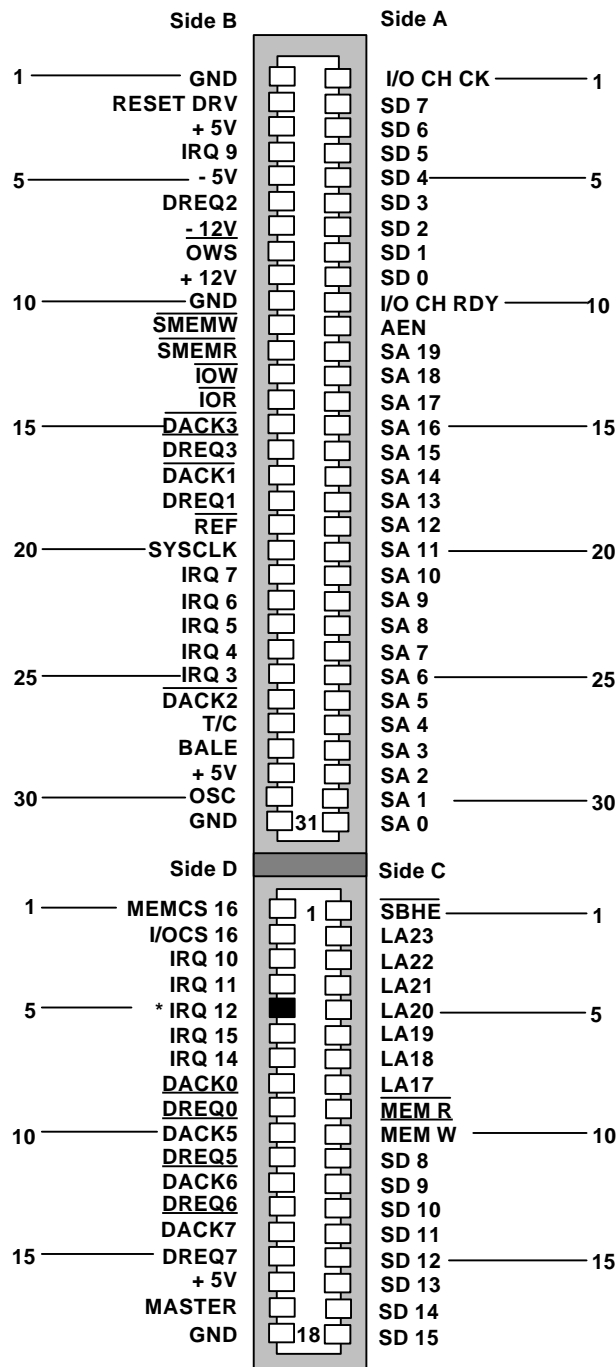 Side B Side A
1 GND I/O CH CK 1
RESET DRV SD 7
+ 5V SD 6
IRQ 9 SD 5
5 - 5V SD 4 5
DREQ2 SD 3
- 12V SD 2
OWS SD 1
+ 12V SD 0
10 GND I/O CH RDY 10
SMEMW AEN
SMEMR SA 19
IOW SA 18
IOR SA 17
15 DACK3 SA 16 15
DREQ3 SA 15
DACK1 SA 14
DREQ1 SA 13
REF SA 12
20 SYSCLK SA 11 20
IRQ 7 SA 10
IRQ 6 SA 9
IRQ 5 SA 8
IRQ 4 SA 7
25 IRQ 3 SA 6 25
DACK2 SA 5
T/C SA 4
BALE SA 3
+ 5V SA 2
30 OSC SA 1 30
GND 31 SA 0
Side D Side C
1 MEMCS 16 1 SBHE 1
I/OCS 16 LA23
IRQ 10 LA22
IRQ 11 LA21
5 * IRQ 12 LA20 5
IRQ 15 LA19
IRQ 14 LA18
DACK0 LA17
DREQ0 MEM R
10 DACK5 MEM W 10
DREQ5 SD 8
DACK6 SD 9
DREQ6 SD 10
DACK7 SD 11
15 DREQ7 SD 12 15
+ 5V SD 13
MASTER SD 14
GND 18 SD 15